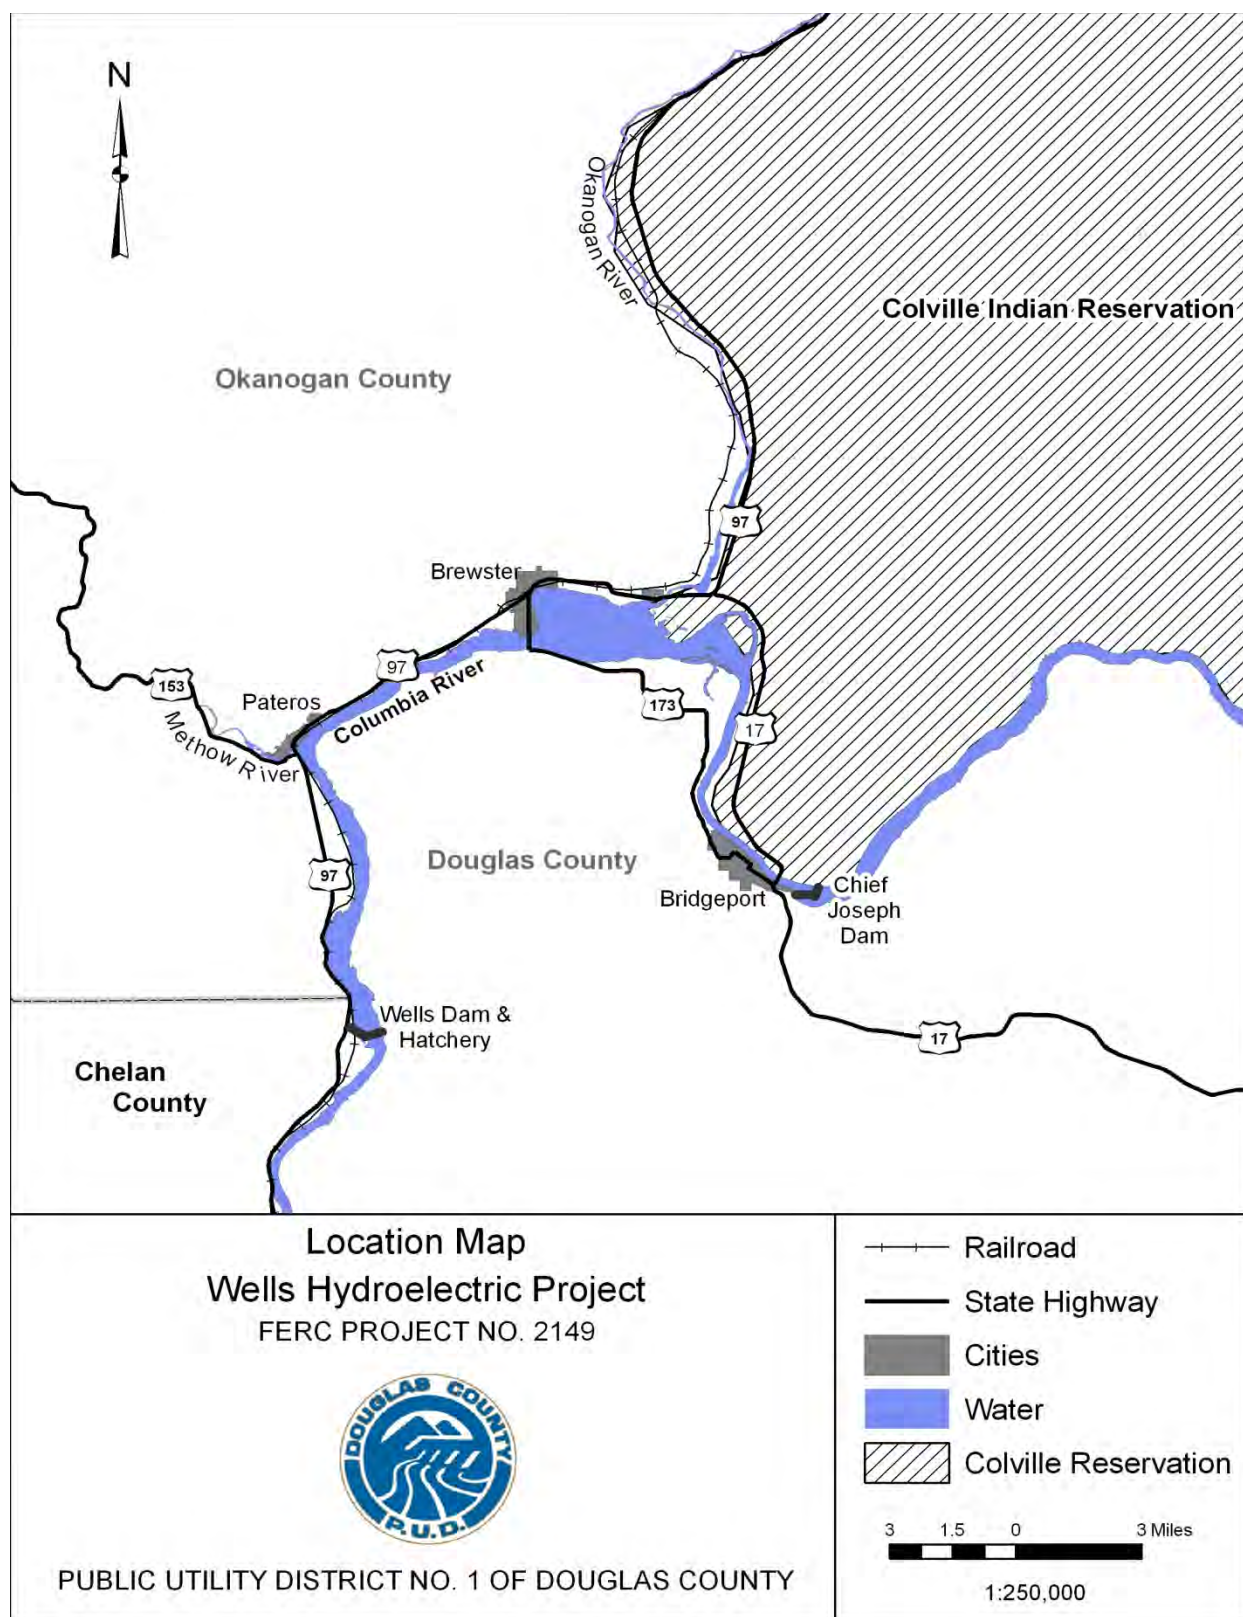 N
Okanogan River
Colville Indian Reservation
Okanogan County
97
Brewster
97
153
Pateros
Columbia River
173
17
Methow River
Douglas County
97
Bridgeport
Chief
Joseph
Dam
Wells Dam &
Hatchery
17
Chelan
County
Location Map
Wells Hydroelectric Project
FERC PROJECT NO. 2149
DOUGLAS COUNTY
P.U.D.
PUBLIC UTILITY DISTRICT NO. 1 OF DOUGLAS COUNTY
Railroad
State Highway
Cities
Water
Colville Reservation
3 1.5 0 3 Miles
1:250,000